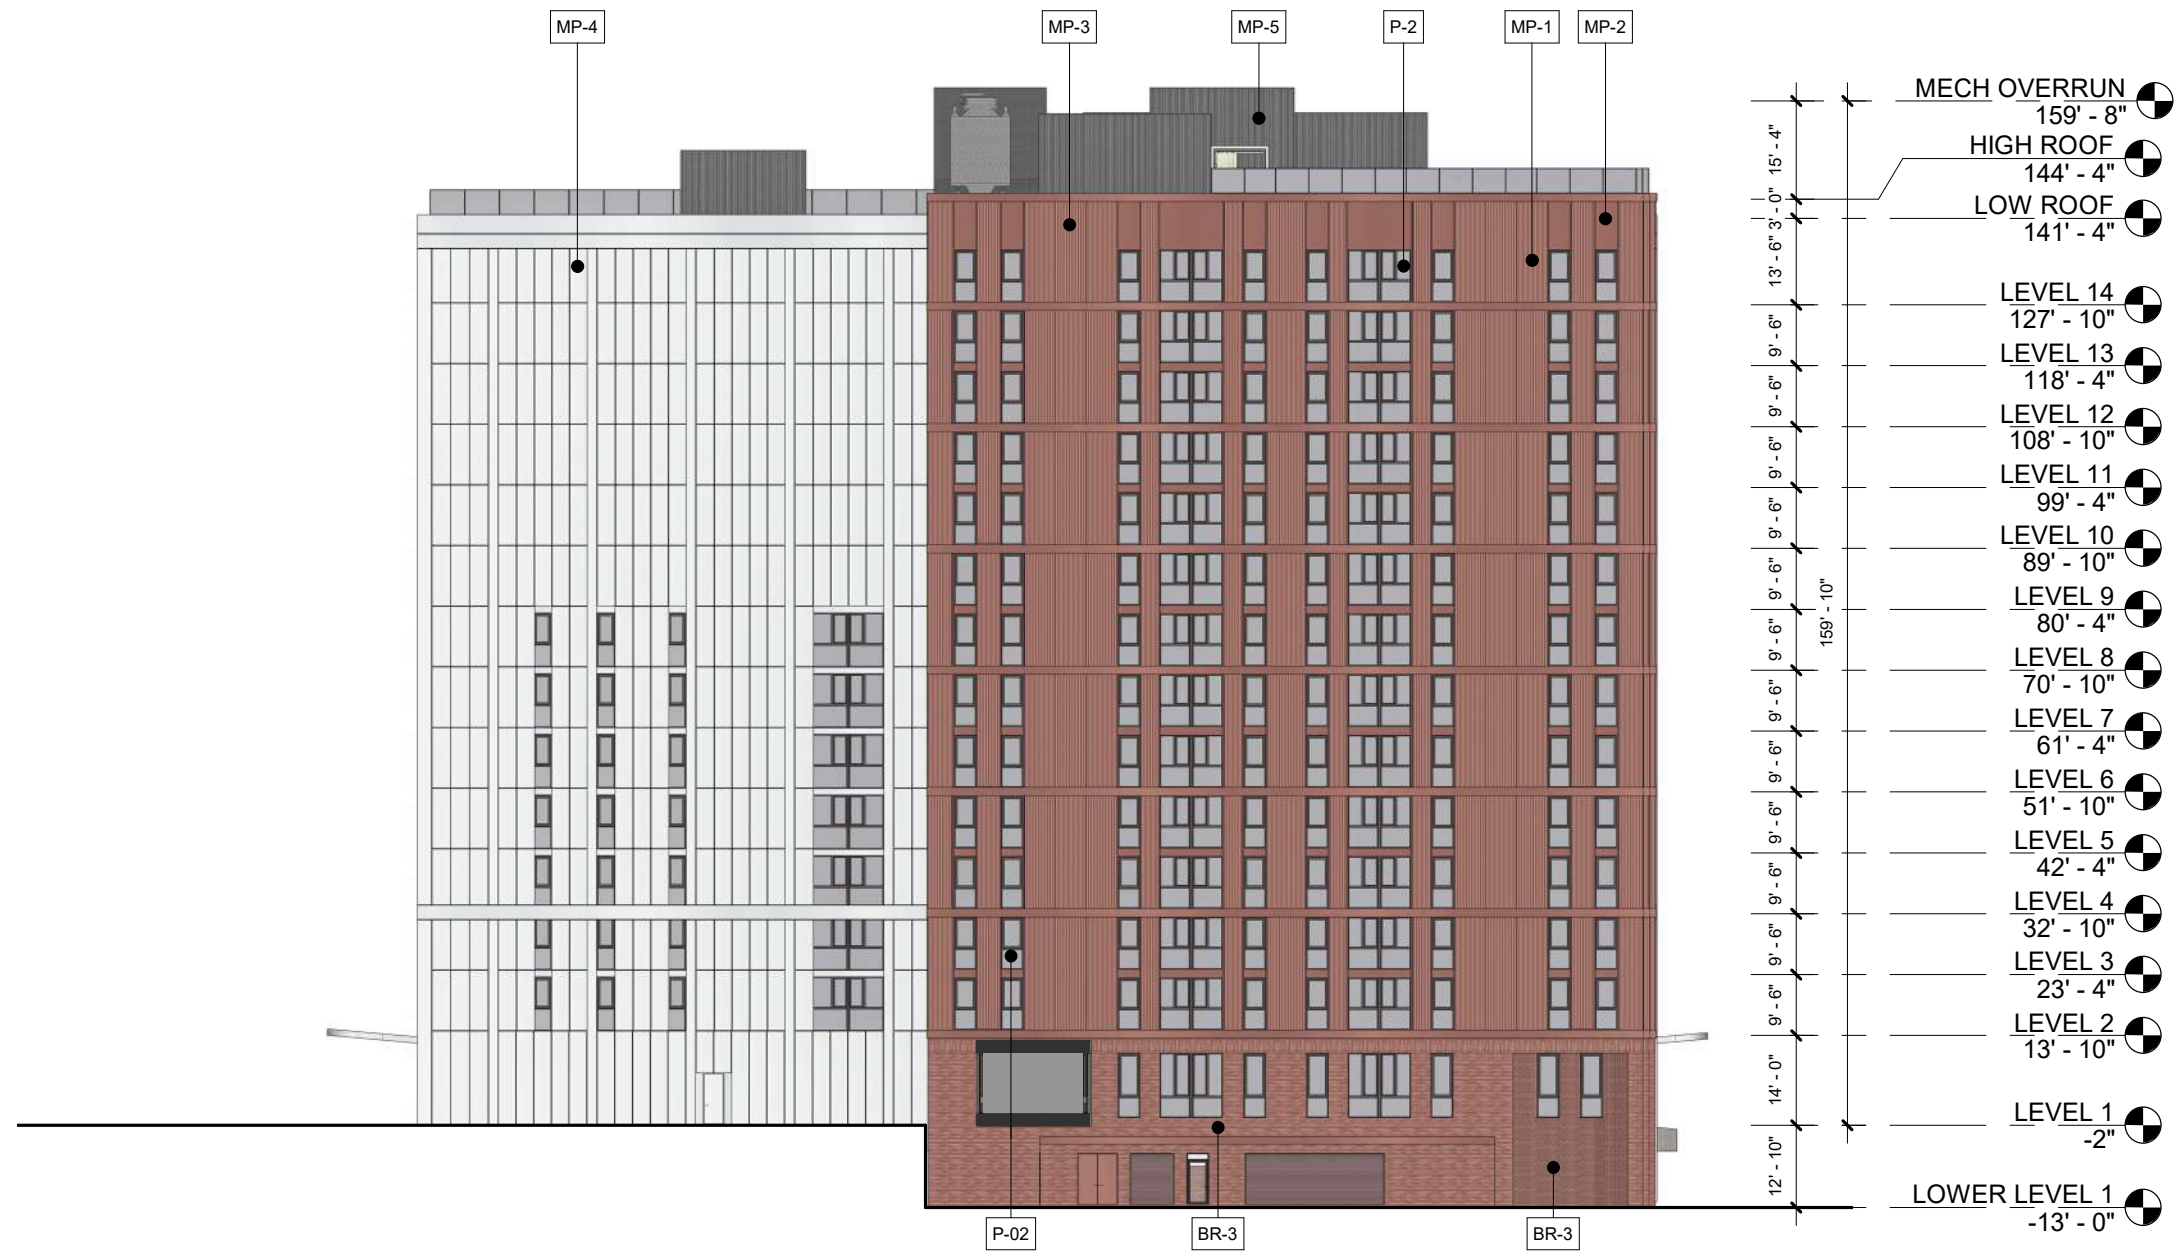 MP-4
MP-3
MP-5
P-2
MP-1
MP-2
MECH OVERRUN
159' - 8"
HIGH ROOF
144' - 4"
LOW ROOF
141' - 4"
LEVEL 14
127' - 10"
LEVEL 13
118' - 4"
LEVEL 12
108' - 10"
LEVEL 11
99' - 4"
LEVEL 10
89' - 10"
LEVEL 9
80' - 4"
LEVEL 8
70' - 10"
LEVEL 7
61' - 4"
LEVEL 6
51' - 10"
LEVEL 5
42' - 4"
LEVEL 4
32' - 10"
LEVEL 3
23' - 4"
LEVEL 2
13' - 10"
LEVEL 1
-2"
LOWER LEVEL 1
-13' - 0"
15' - 4"
3' - 0"
13' - 6"
9' - 6"
9' - 6"
9' - 6"
9' - 6"
9' - 6"
9' - 6"
9' - 6"
9' - 6"
9' - 6"
9' - 6"
9' - 6"
9' - 6"
14' - 0"
12' - 10"
159' - 10"
P-02
BR-3
BR-3